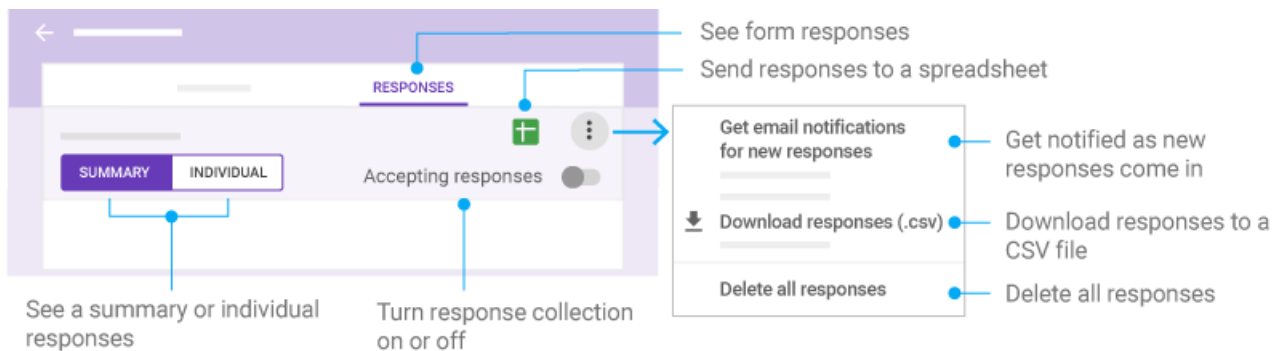 See form responses
Send responses to a spreadsheet
RESPONSES
SUMMARY
INDIVIDUAL
Accepting responses
See a summary or individual
responses
Turn response collection
on or off
Get email notifications
for new responses
Get notified as new
responses come in
Download responses (.csv)
Download responses to a
CSV file
Delete all responses
Delete all responses